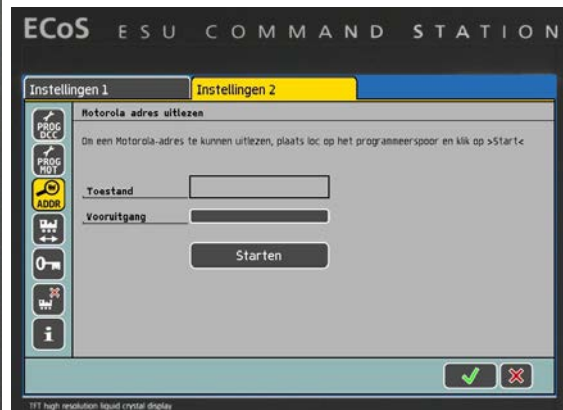 ECoS ESU COMMAND STATION
Instellingen 1
Instellingen 2
Motorola adres uitlezen
PROG DCC
Om een Motorola-adres te kunnen uitlezen, plaats loc op het programmeerspoor en klik op >Start<
PROG MOT
ADDR
Toestand
Vooruitgang
Starten
i
TFT high resolution liquid crystal display